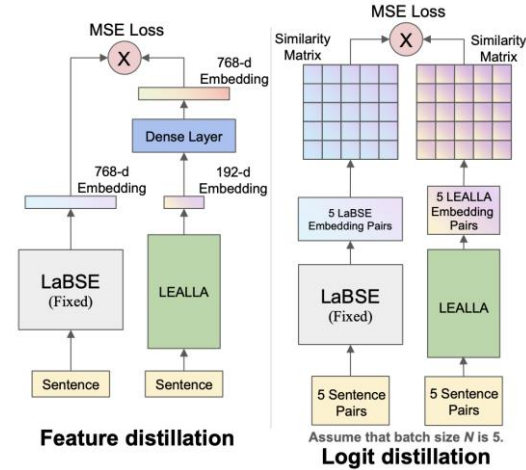 MSE Loss
X
768-d
Embedding
Dense Layer
768-d
Embedding
192-d
Embedding
LaBSE
(Fixed)
LEALLA
Sentence
Sentence
Feature distillation
MSE Loss
Similarity
Matrix
X
Similarity
Matrix
5 LaBSE
Embedding Pairs
5 LEALLA
Embedding
Pairs
LaBSE
(Fixed)
LEALLA
5 Sentence
Pairs
5 Sentence
Pairs
Assume that batch size N is 5.
Logit distillation